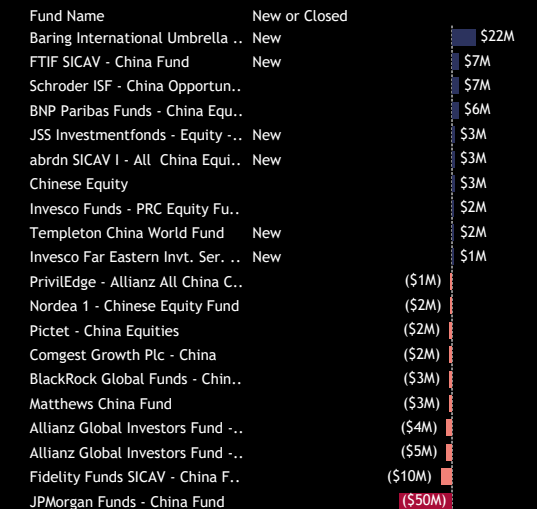 Fund Name New or Closed
Baring International Umbrella .. New $22M
FTIF SICAV - China Fund New $7M
Schroder ISF - China Opportun.. $7M
BNP Paribas Funds - China Equ.. $6M
JSS Investmentfonds - Equity -.. New $3M
abrdn SICAV I - All China Equi.. New $3M
Chinese Equity $3M
Invesco Funds - PRC Equity Fu.. $2M
Templeton China World Fund New $2M
Invesco Far Eastern Invt. Ser. .. New $1M
PrivilEdge - Allianz All China C.. ($1M)
Nordea 1 - Chinese Equity Fund ($2M)
Pictet - China Equities ($2M)
Comgest Growth Plc - China ($2M)
BlackRock Global Funds - Chin.. ($3M)
Matthews China Fund ($3M)
Allianz Global Investors Fund -.. ($4M)
Allianz Global Investors Fund -.. ($5M)
Fidelity Funds SICAV - China F.. ($10M)
JPMorgan Funds - China Fund ($50M)